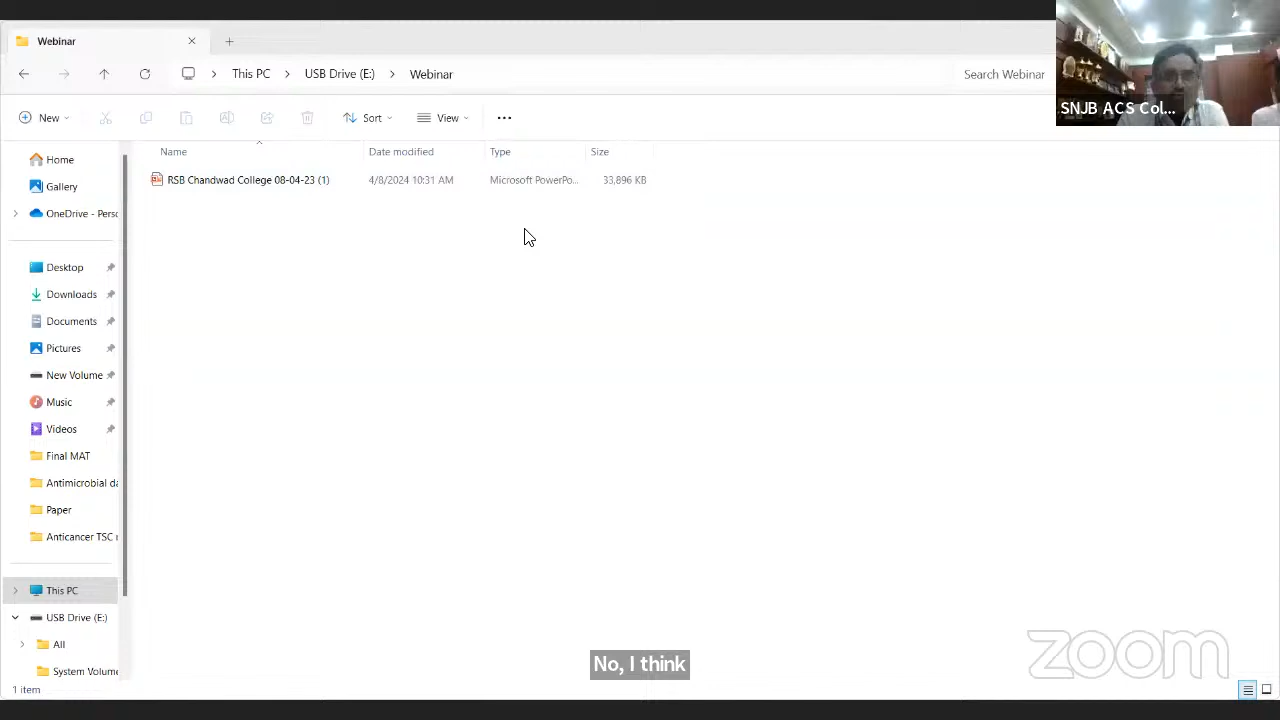 Webinar
This PC > USB Drive (E:) > Webinar
Search Webinar
SNJB ACS Col...
New
Sort
View
Name Date modified Type Size
RSB Chandwad College 08-04-23 (1) 4/8/2024 10:31 AM Microsoft PowerPo... 33,896 KB
Home
Gallery
OneDrive - Perso
Desktop
Downloads
Documents
Pictures
New Volume
Music
Videos
Final MAT
Antimicrobial da
Paper
Anticancer TSC r
This PC
USB Drive (E:)
All
System Volume
1 item
No, I think
zoom